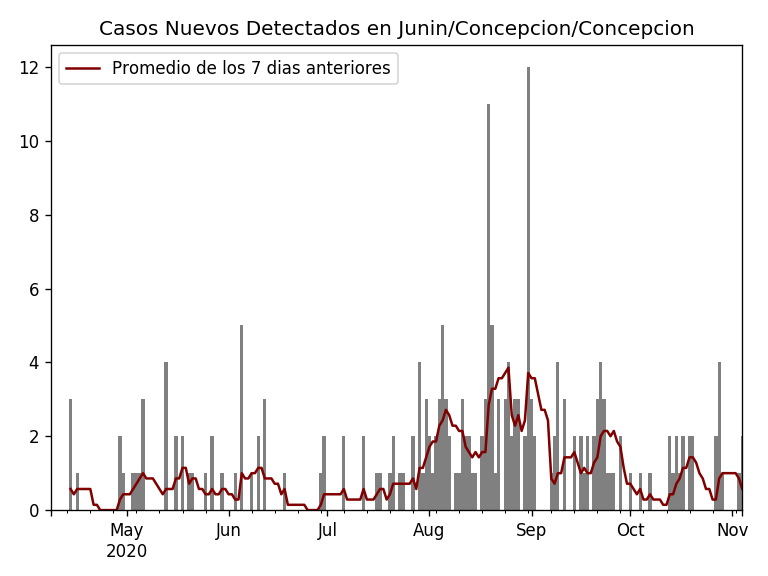 Casos Nuevos Detectados en Junin/Concepcion/Concepcion
Promedio de los 7 dias anteriores
12
10
8
6
4
2
0
May Jun Jul Aug Sep Oct Nov
2020